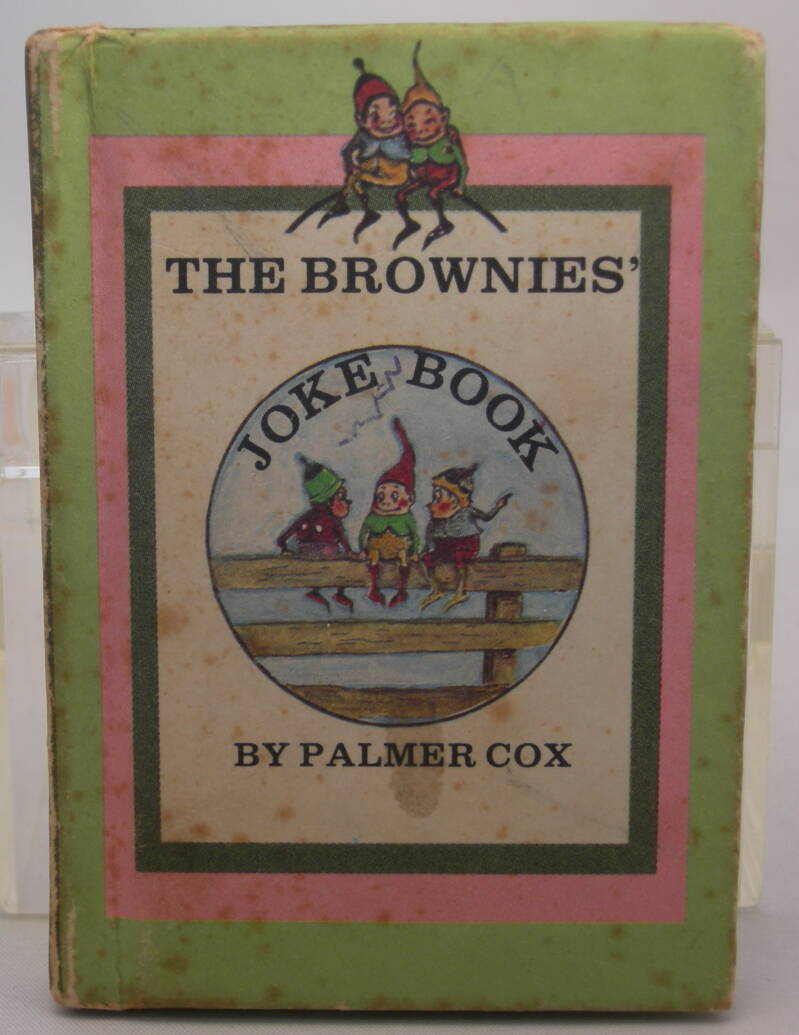 THE BROWNIES'
JOKE BOOK
BY PALMER COX